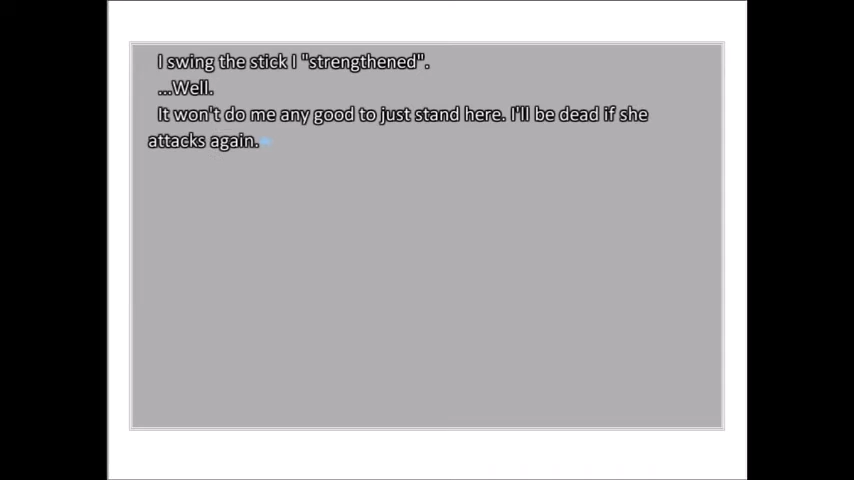 I swing the stick I "strengthened".
...Well.
It won't do me any good to just stand here. I'll be dead if she
attacks again.